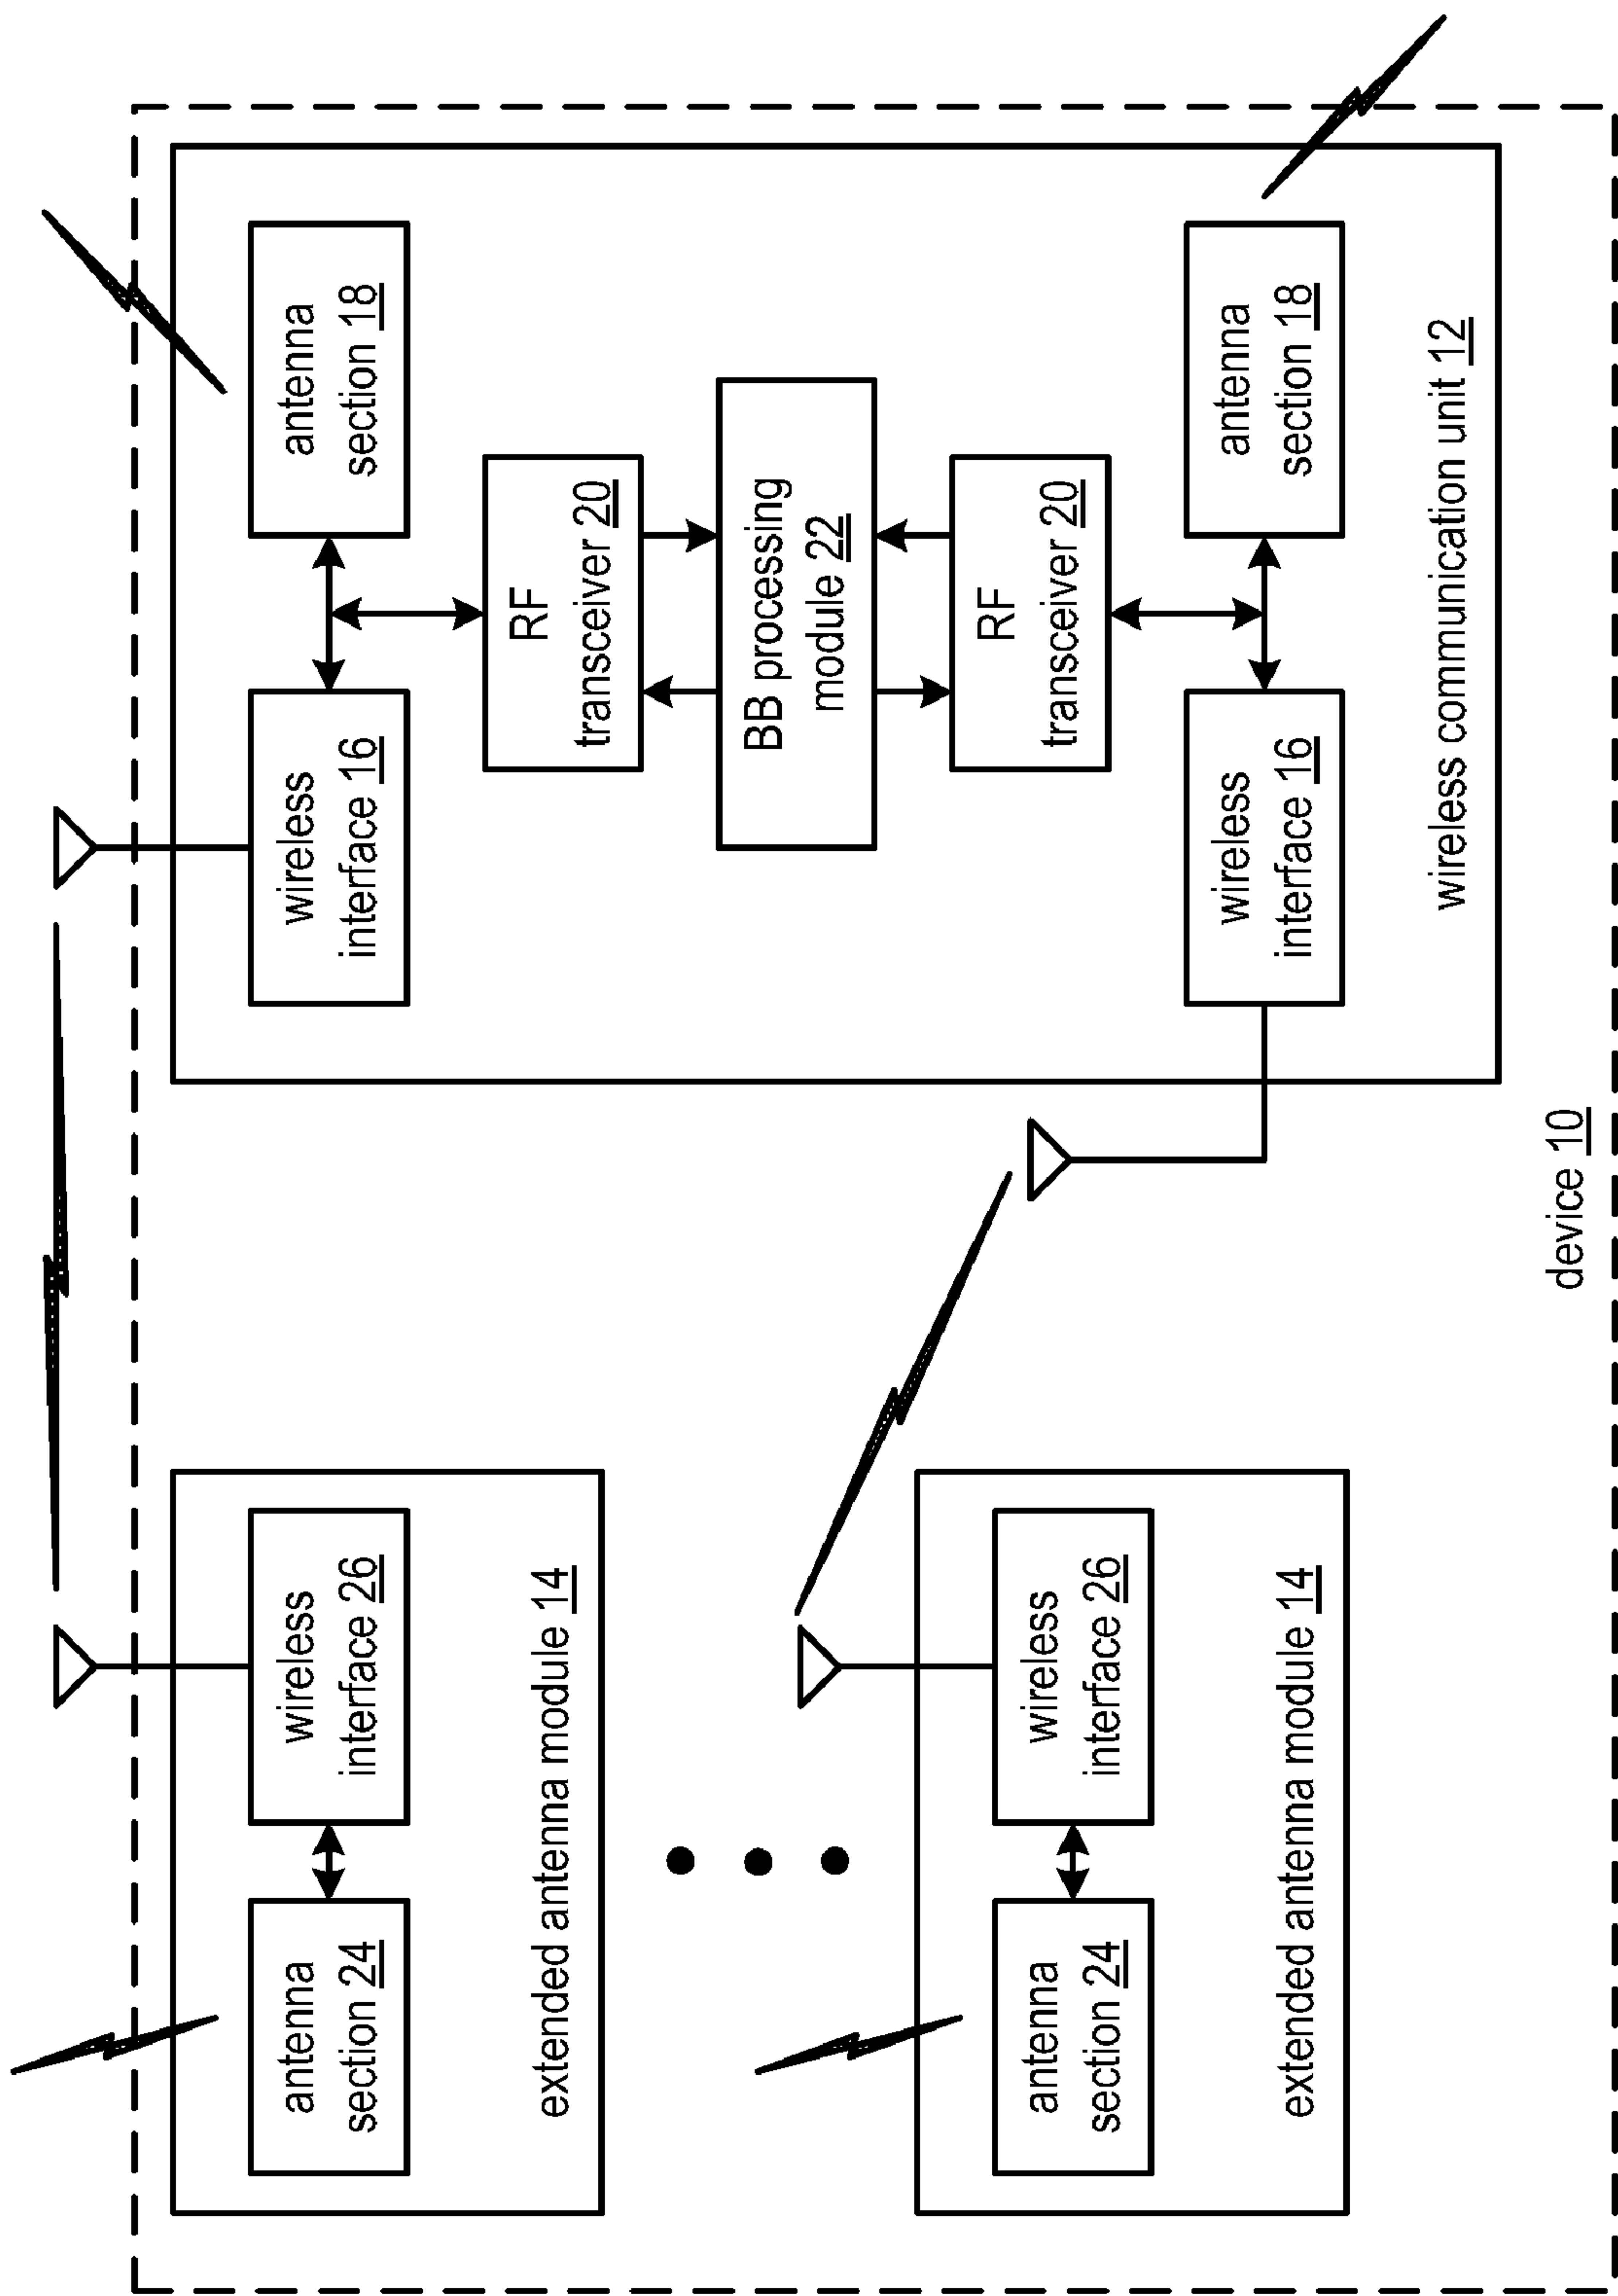 antenna
section 24
wireless
interface 26
extended antenna module 14
antenna
section 24
wireless
interface 26
extended antenna module 14
wireless
interface 16
antenna
section 18
RF
transceiver 20
BB processing
module 22
RF
transceiver 20
wireless
interface 16
antenna
section 18
wireless communication unit 12
device 10